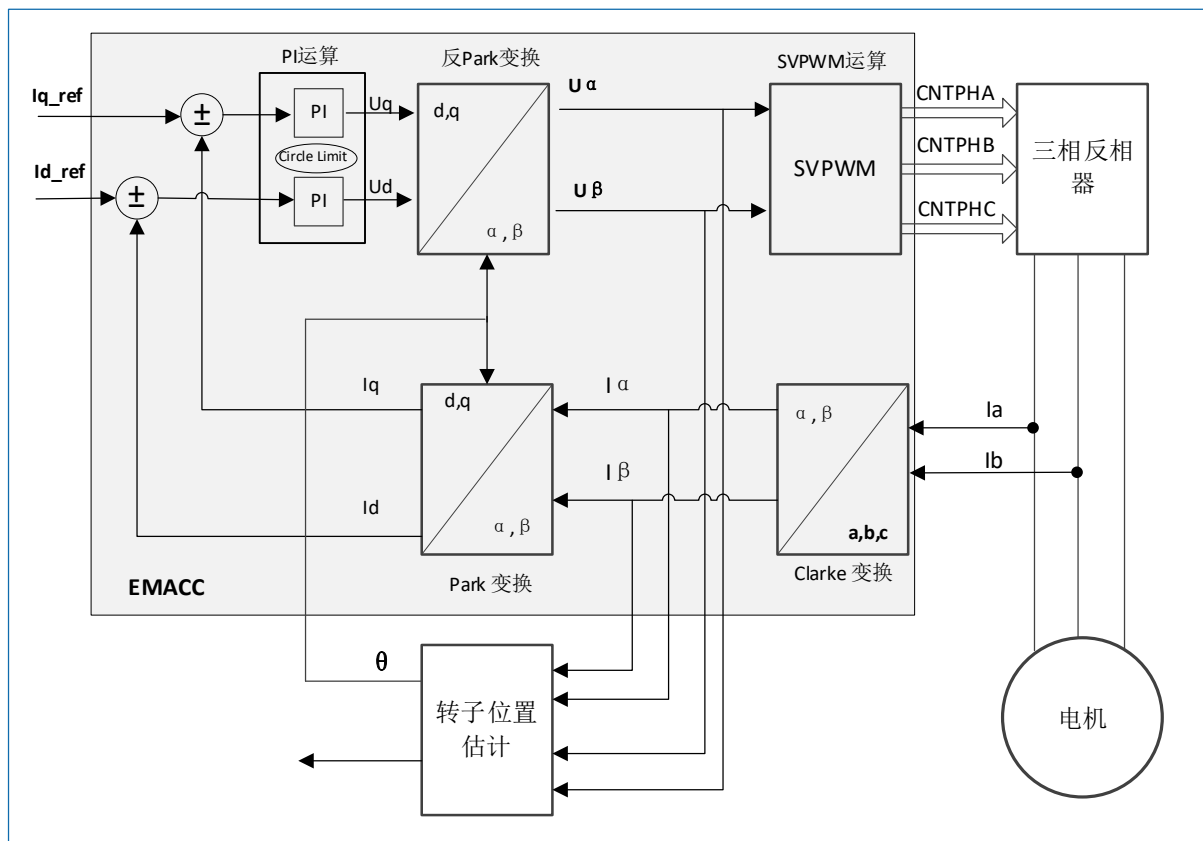 PI运算
反Park变换
SVPWM运算
Iq_ref
±
PI
Uq
d,q
U α
CNTPHA
Circle Limit
SVPWM
CNTPHB
三相反相
器
Id_ref
±
PI
Ud
α , β
U β
CNTPHC
Iq
d,q
I α
α , β
Ia
I β
Ib
Id
α , β
a,b,c
EMACC
Park 变换
Clarke 变换
θ
转子位置
估计
电机